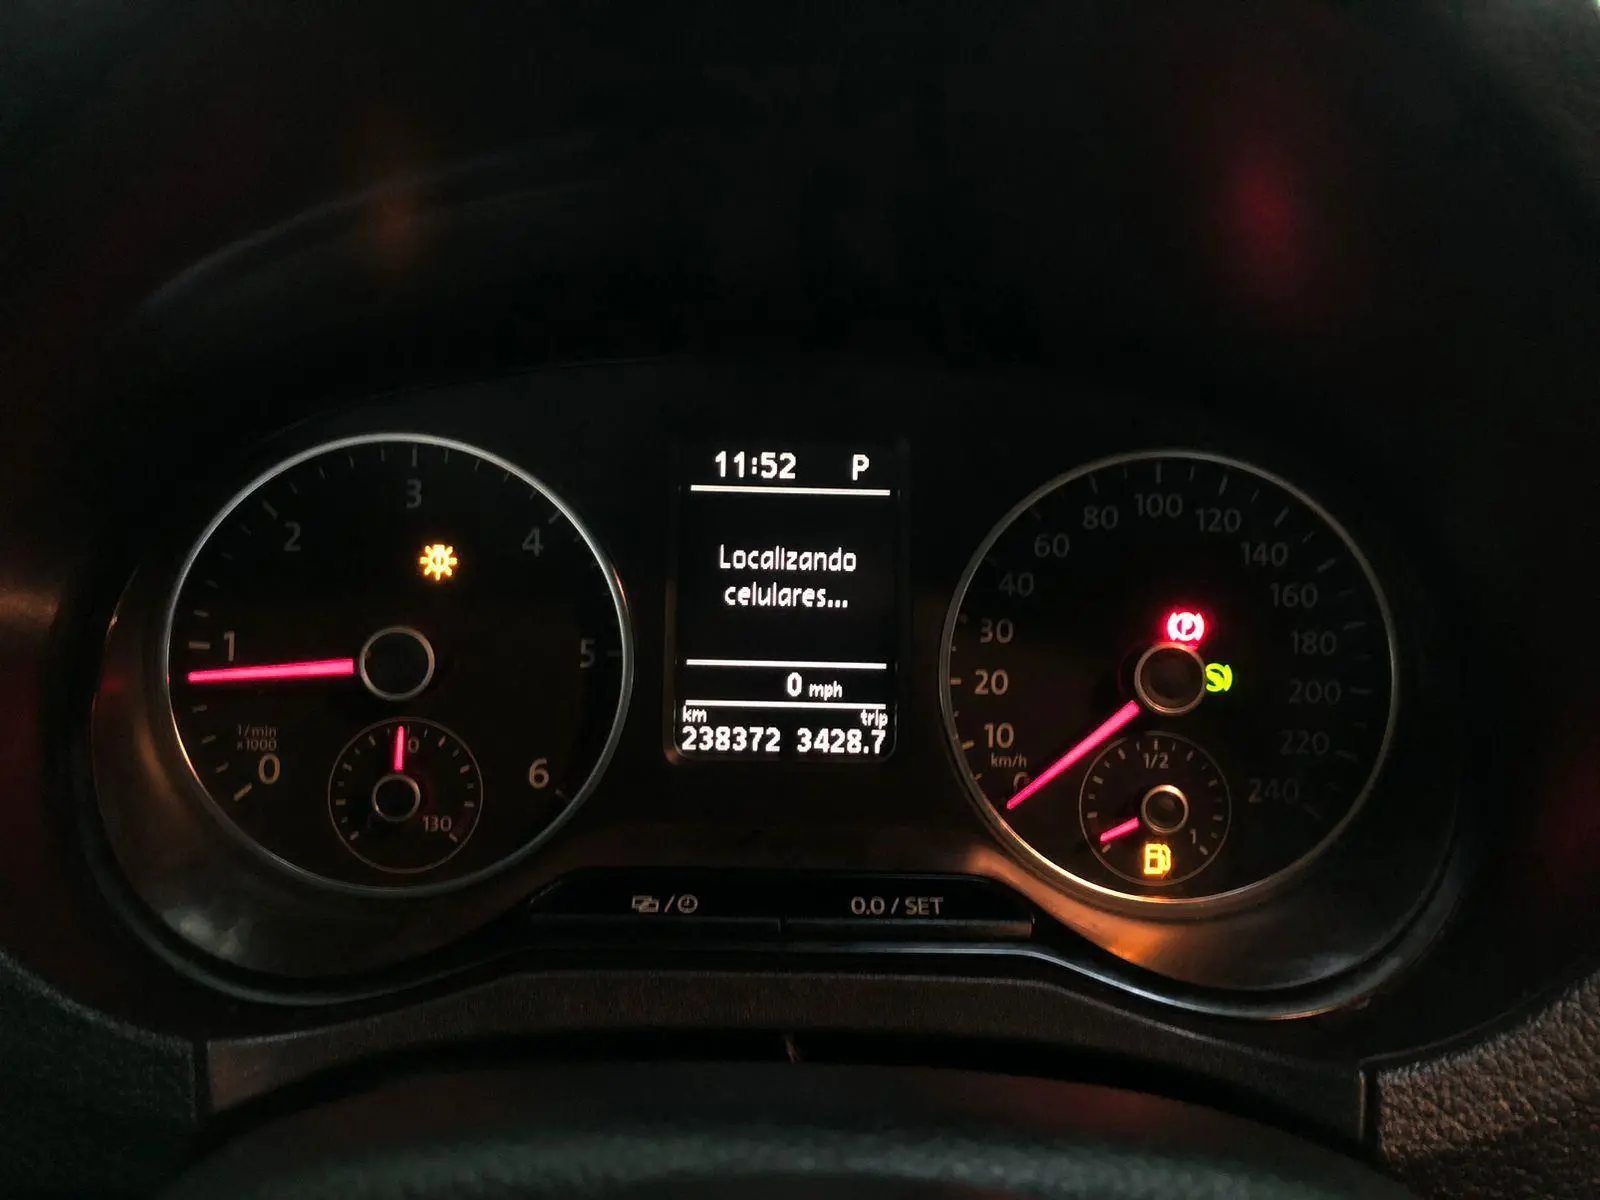 11:52 P
Localizando
celulares...
0 mph
km trip
238372 3428.7
0
1
2
3
4
5
6
1/min
x1000
130
0
10
20
30
40
60
80
100
120
140
160
180
200
220
240
km/h
1/2
1
P
/
0.0 / SET